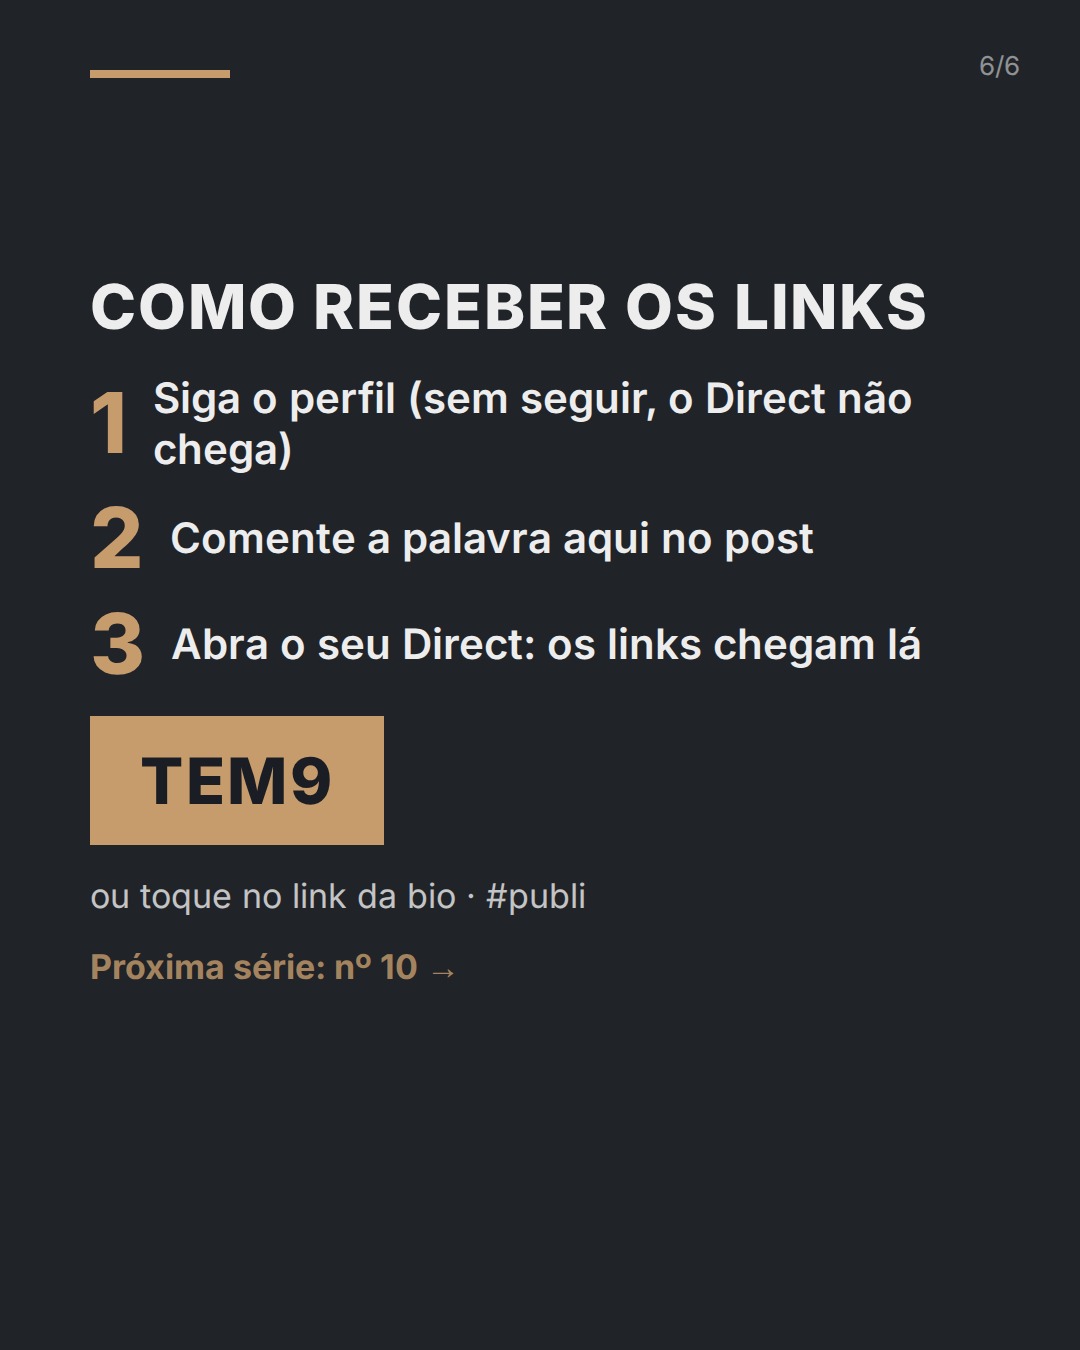 6/6
COMO RECEBER OS LINKS
1 Siga o perfil (sem seguir, o Direct não
chega)
2 Comente a palavra aqui no post
3 Abra o seu Direct: os links chegam lá
TEM9
ou toque no link da bio · #publi
Próxima série: nº 10 →